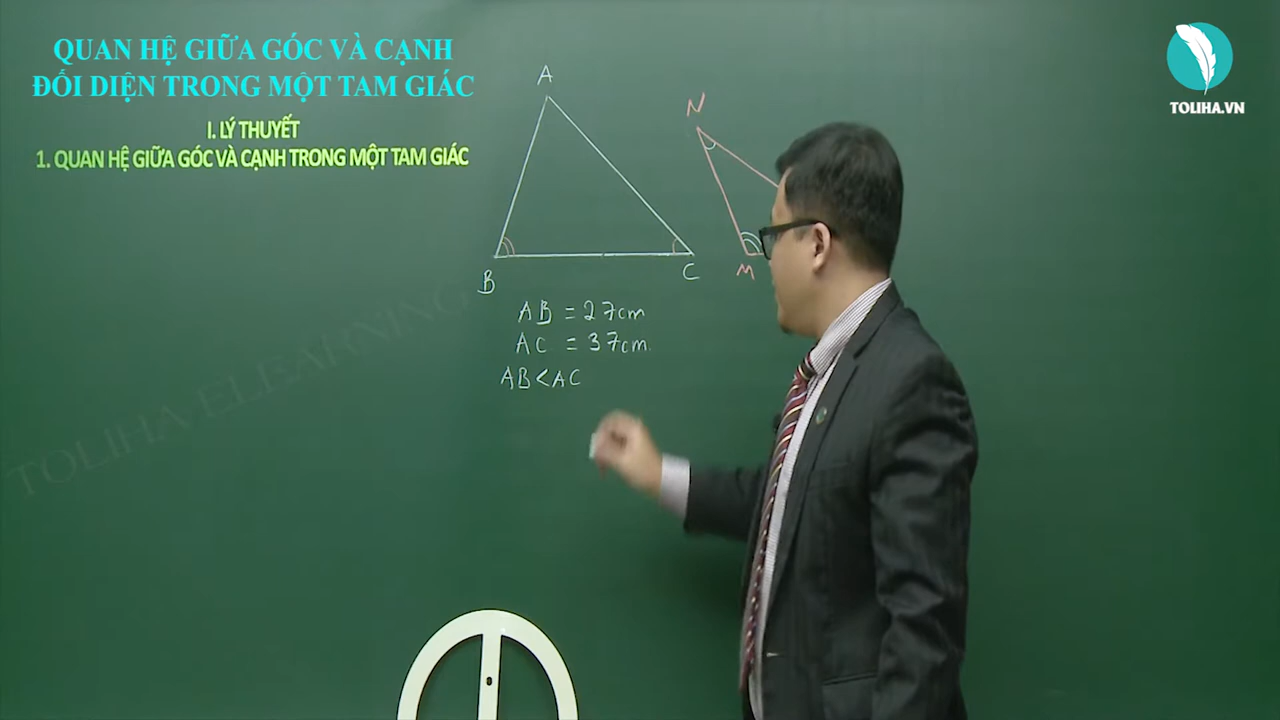 QUAN HỆ GIỮA GÓC VÀ CẠNH
ĐỐI DIỆN TRONG MỘT TAM GIÁC
I. LÝ THUYẾT
1. QUAN HỆ GIỮA GÓC VÀ CẠNH TRONG MỘT TAM GIÁC
TOLIHA.VN
A
N
B
C
M
AB = 27cm
AC = 37cm.
AB < AC
TOLIHA ELEARNING